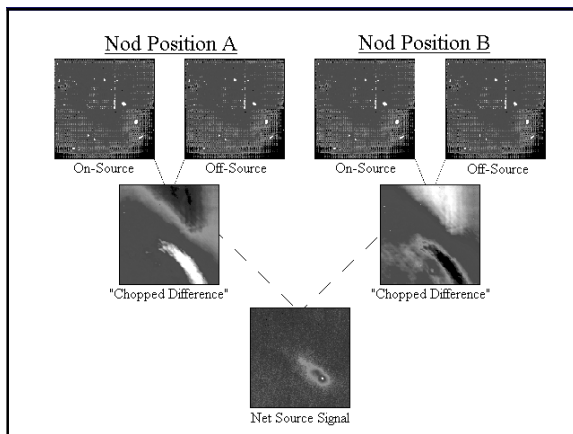 Nod Position A
Nod Position B
On-Source
Off-Source
On-Source
Off-Source
"Chopped Difference"
"Chopped Difference"
Net Source Signal